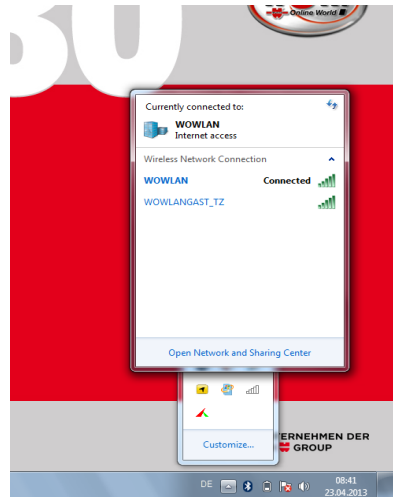 80
Online World
Currently connected to:
WOWLAN
Internet access
Wireless Network Connection
WOWLAN Connected
WOWLANGAST_TZ
Open Network and Sharing Center
Customize...
ERNEHMEN DER
GROUP
DE
08:41
23.04.2013